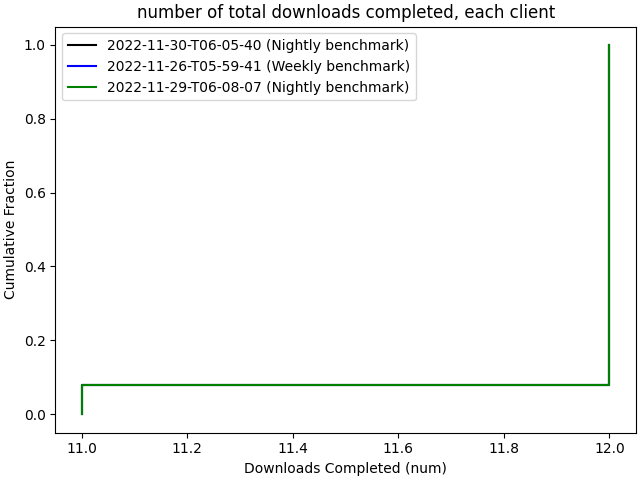 number of total downloads completed, each client
2022-11-30-T06-05-40 (Nightly benchmark)
2022-11-26-T05-59-41 (Weekly benchmark)
2022-11-29-T06-08-07 (Nightly benchmark)
Cumulative Fraction
1.0
0.8
0.6
0.4
0.2
0.0
11.0 11.2 11.4 11.6 11.8 12.0
Downloads Completed (num)